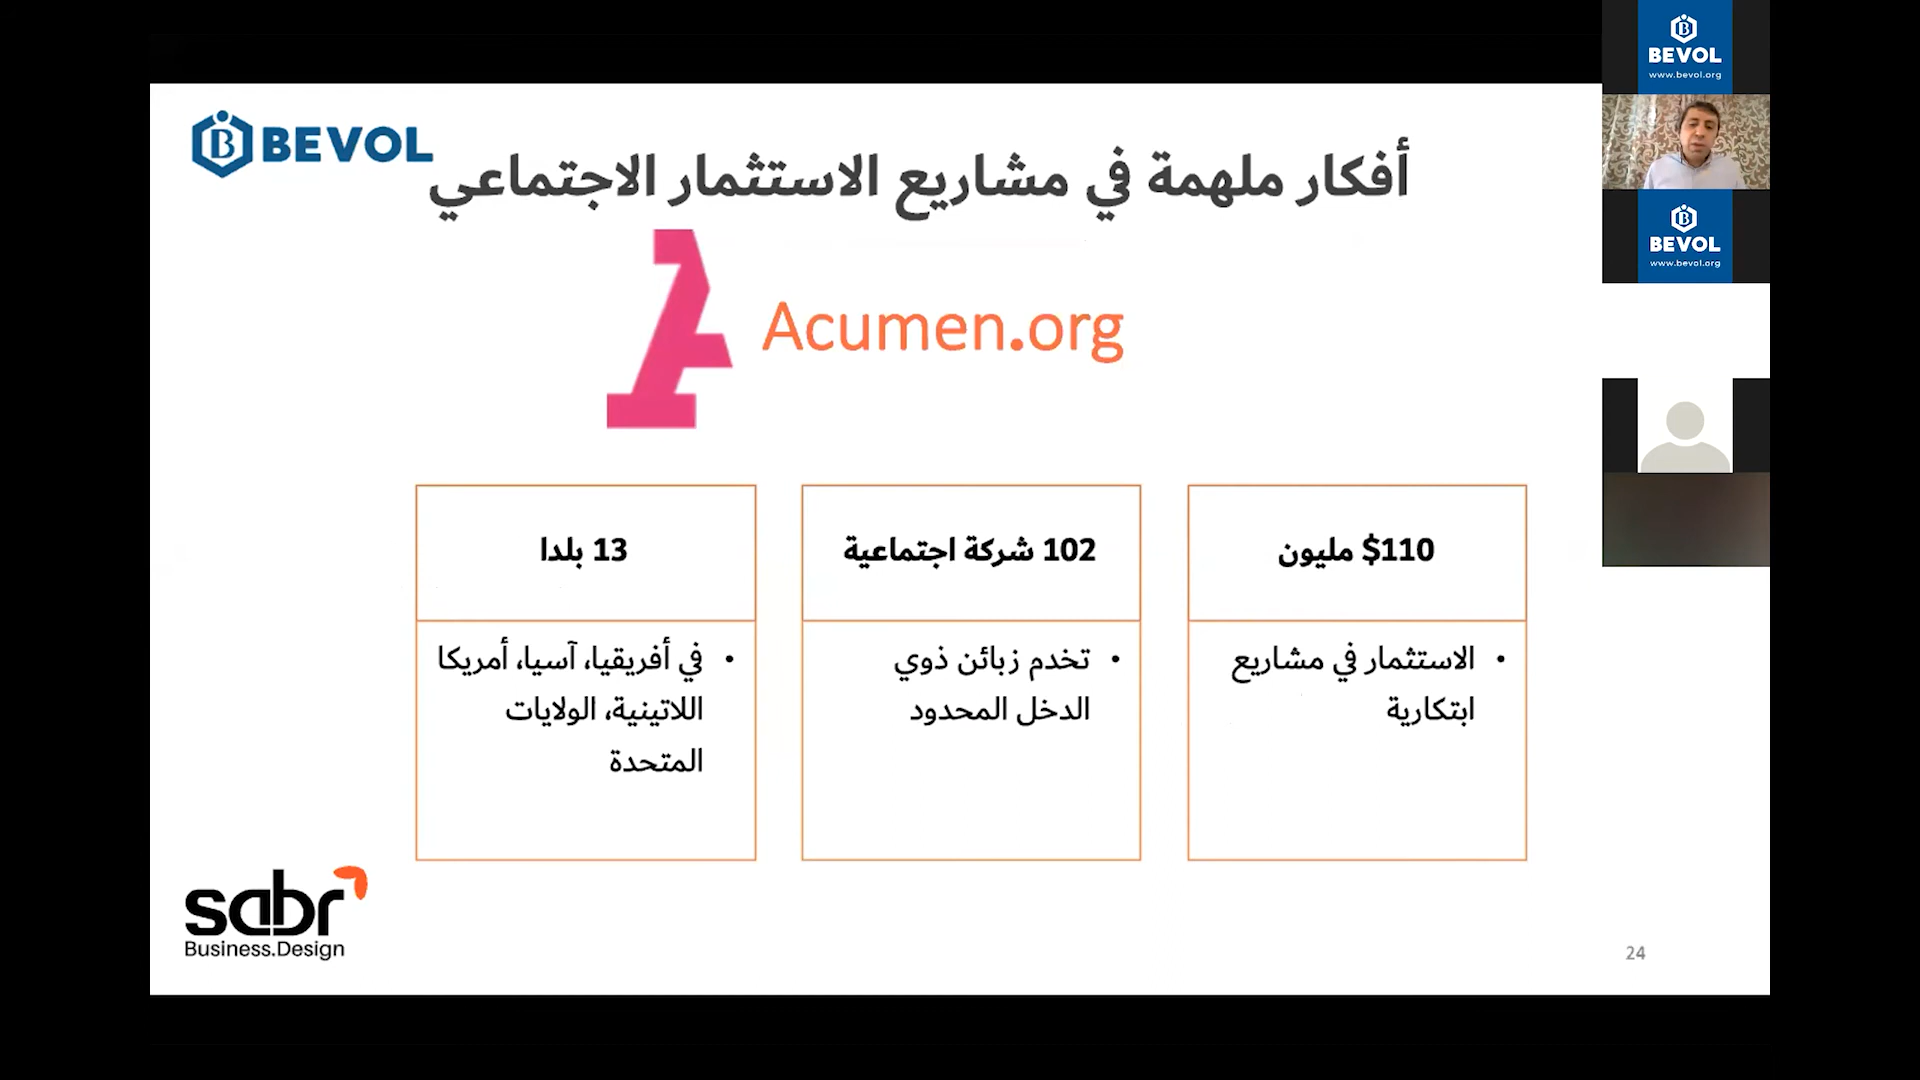 BEVOL
أفكار ملهمة في مشاريع الاستثمار الاجتماعي
Acumen.org
$110 مليون
• الاستثمار في مشاريع
ابتكارية
102 شركة اجتماعية
• تخدم زبائن ذوي
الدخل المحدود
13 بلدا
• في أفريقيا، آسيا، أمريكا
اللاتينية، الولايات
المتحدة
sabr
Business.Design
24
BEVOL
www.bevol.org
BEVOL
www.bevol.org